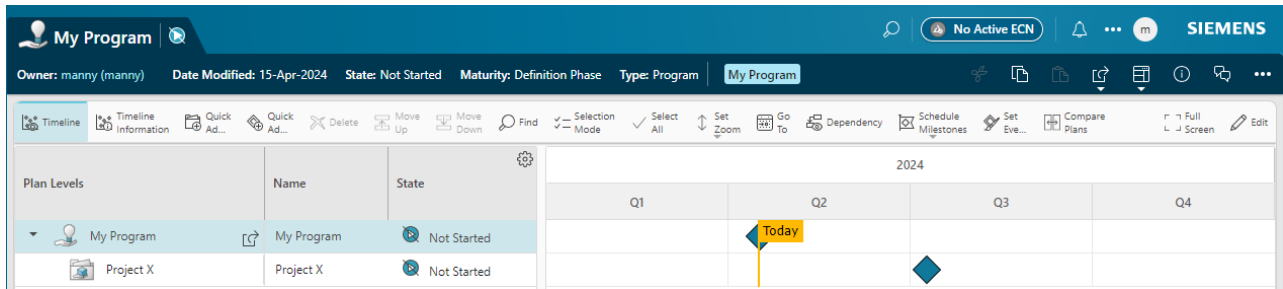 My Program
No Active ECN
m
SIEMENS
Owner: manny (manny) Date Modified: 15-Apr-2024 State: Not Started Maturity: Definition Phase Type: Program My Program
Timeline Timeline Information Quick Ad... Quick Ad... Delete Move Up Move Down Find Selection Mode Select All Set Zoom Go To Dependency Schedule Milestones Set Eve... Compare Plans Full Screen Edit
Plan Levels Name State 2024
Q1 Q2 Q3 Q4
My Program My Program Not Started Today
Project X Project X Not Started